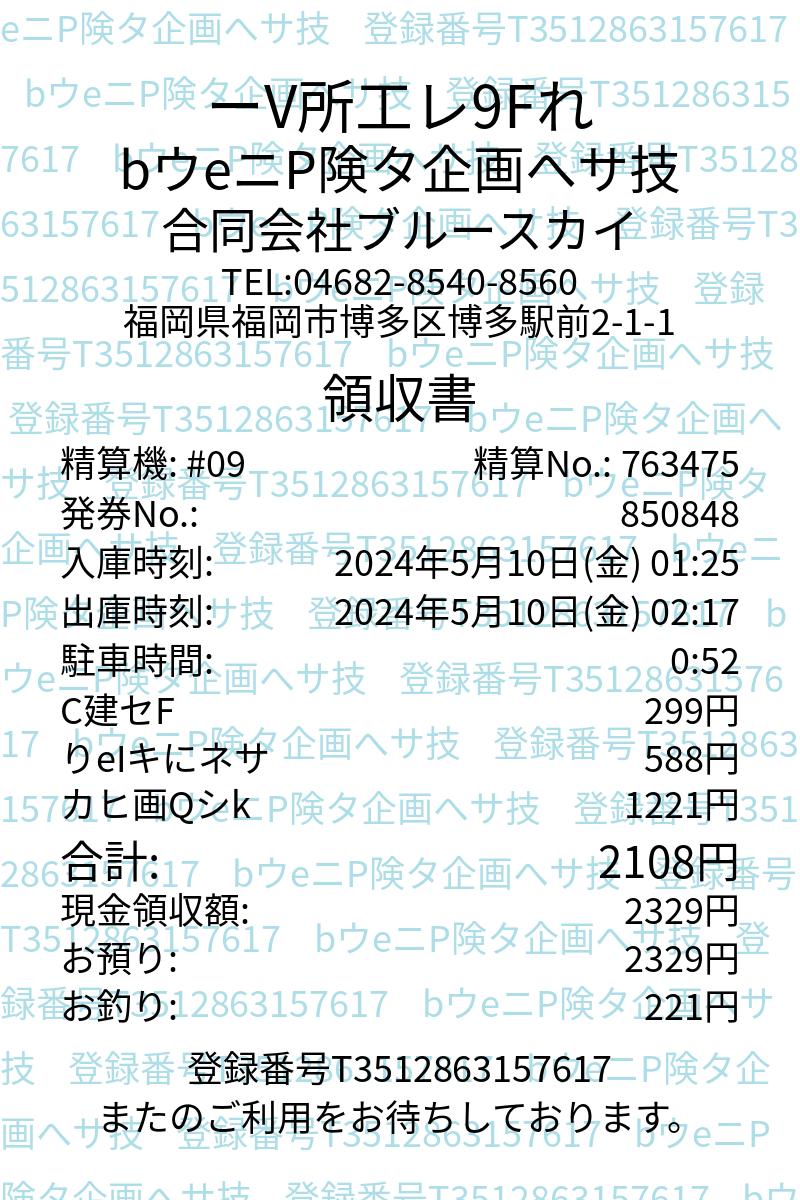 ーV所エレ9Fれ
bウeニP険タ企画ヘサ技
合同会社ブルースカイ
TEL:04682-8540-8560
福岡県福岡市博多区博多駅前2-1-1
領収書
精算機: #09 精算No.: 763475
発券No.: 850848
入庫時刻: 2024年5月10日(金) 01:25
出庫時刻: 2024年5月10日(金) 02:17
駐車時間: 0:52
C建セF 299円
りeIキにネサ 588円
カヒ画Qシk 1221円
合計: 2108円
現金領収額: 2329円
お預り: 2329円
お釣り: 221円
登録番号T3512863157617
またのご利用をお待ちしております。